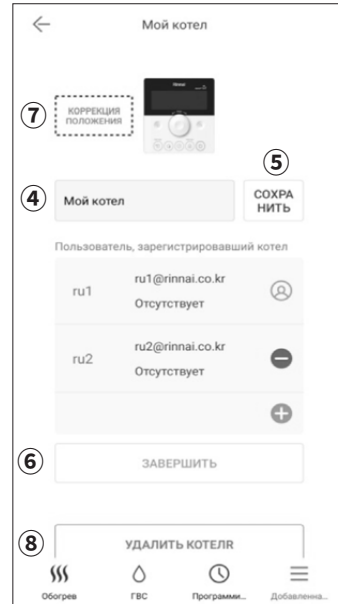 Мой котел
Rinnai
7
КОРРЕКЦИЯ
ПОЛОЖЕНИЯ
5
4
Мой котел
СОХРА
НИТЬ
Пользователь, зарегистрировавший котел
ru1
ru1@rinnai.co.kr
Отсутствует
ru2
ru2@rinnai.co.kr
Отсутствует
6
ЗАВЕРШИТЬ
8
УДАЛИТЬ КОТЕЛR
Обогрев
ГВС
Программи...
Добавленна...